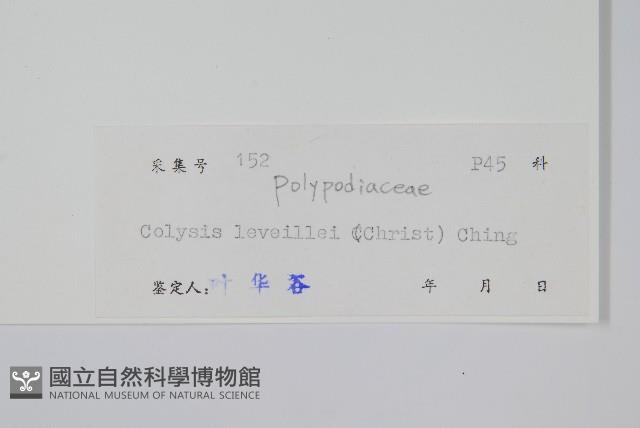 采集号 152 P45 科
Polypodiaceae
Colysis leveillei (Christ) Ching
鉴定人: 叶华谷 年 月 日
國立自然科學博物館
NATIONAL MUSEUM OF NATURAL SCIENCE